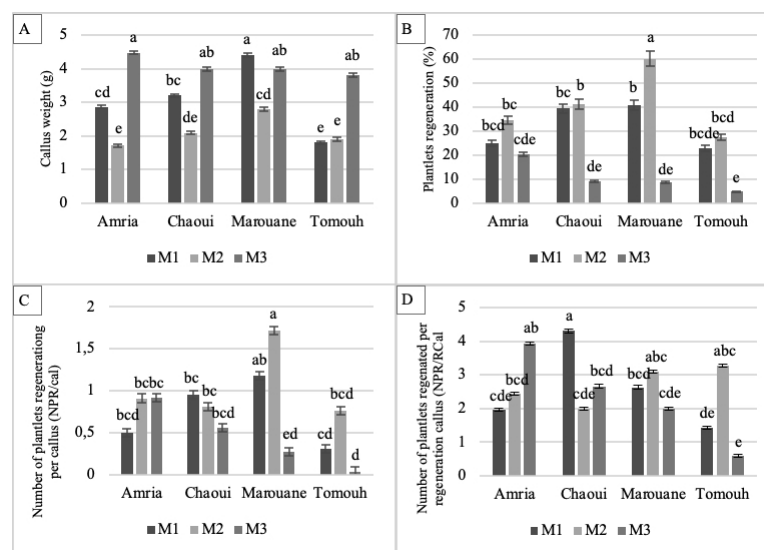 A
Callus weight (g)
5
4
3
2
1
0
cd
e
a
bc
de
ab
a
cd
ab
e
e
ab
Amria Chaoui Marouane Tomouh
M1 M2 M3
B
Plantlets regeneration (%)
70
60
50
40
30
20
10
0
bcd
bc
cde
bc
b
de
b
a
de
bcde
bcd
e
Amria Chaoui Marouane Tomouh
M1 M2 M3
C
Number of plantlets regenerationg
per callus (NPR/cal)
2
1,5
1
0,5
0
bcd
bcbc
bc
bc
bcd
ab
a
ed
cd
bcd
d
Amria Chaoui Marouane Tomouh
M1 M2 M3
D
Number of plantlets regenated per
regeneration callus (NPR/RCal)
5
4
3
2
1
0
cde
bcd
ab
a
cde
bcd
bcd
abc
cde
de
abc
e
Amria Chaoui Marouane Tomouh
M1 M2 M3